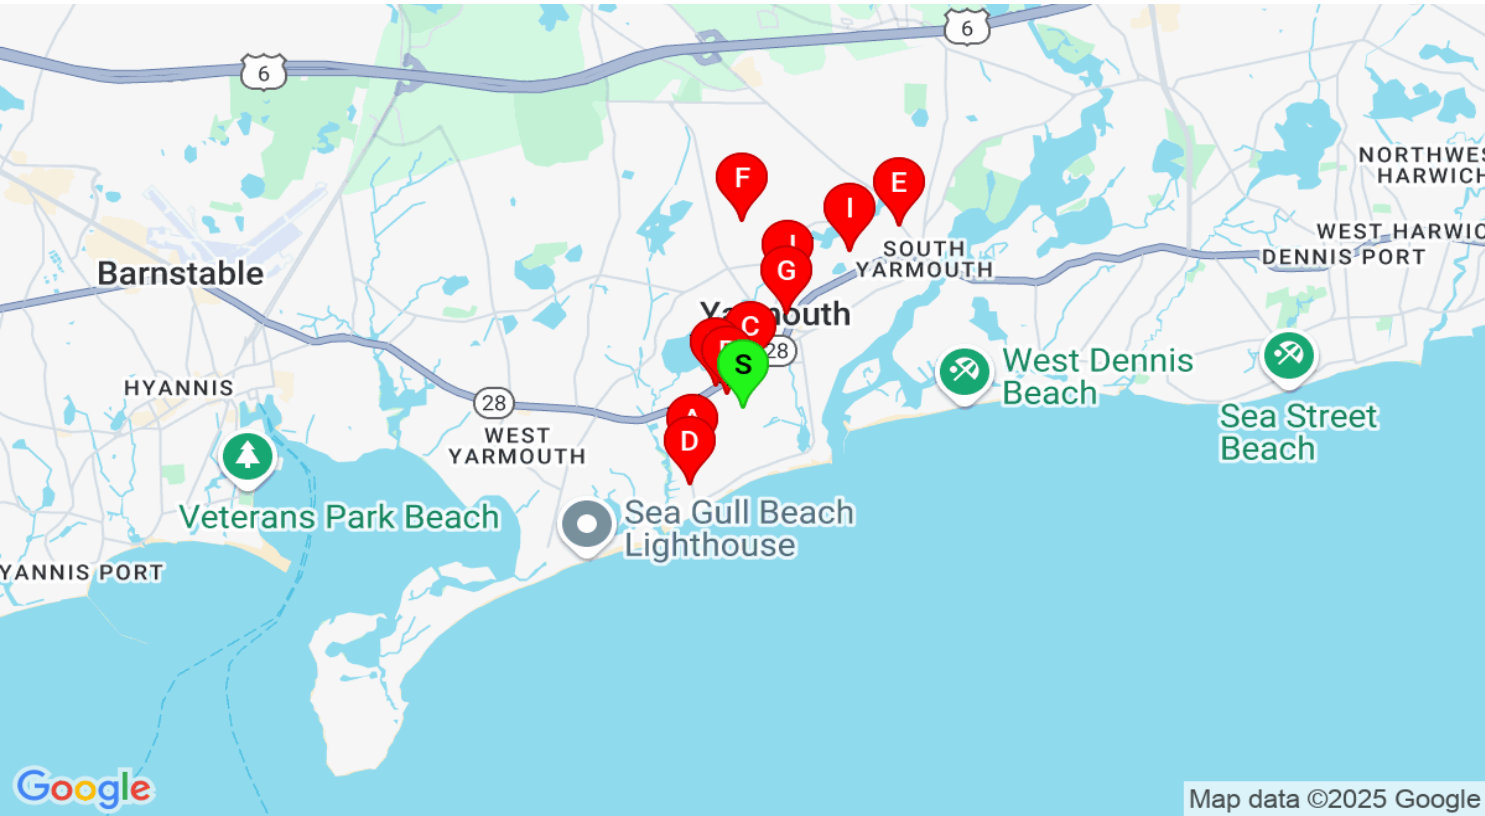 6
6
NORTHWES
HARWICH
F
E
I
J
WEST HARWIC
SOUTH
YARMOUTH
DENNIS PORT
G
Barnstable
Yarmouth
C
28
S
West Dennis
Beach
HYANNIS
28
Sea Street
Beach
A
D
WEST
YARMOUTH
Veterans Park Beach
Sea Gull Beach
Lighthouse
YANNIS PORT
Google
Map data ©2025 Google